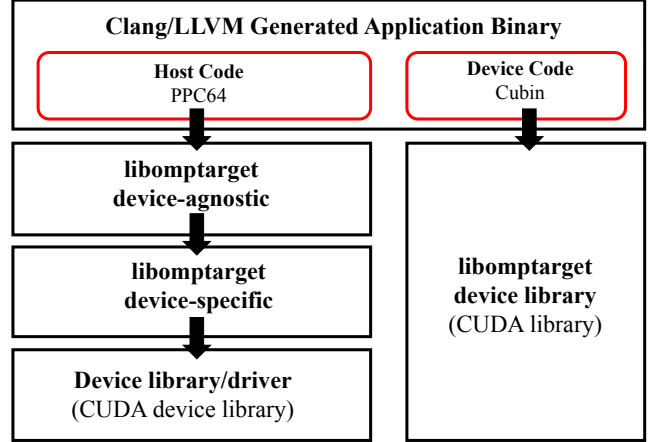 Clang/LLVM Generated Application Binary
Host Code
PPC64
Device Code
Cubin
libomptarget
device-agnostic
libomptarget
device-specific
Device library/driver
(CUDA device library)
libomptarget
device library
(CUDA library)